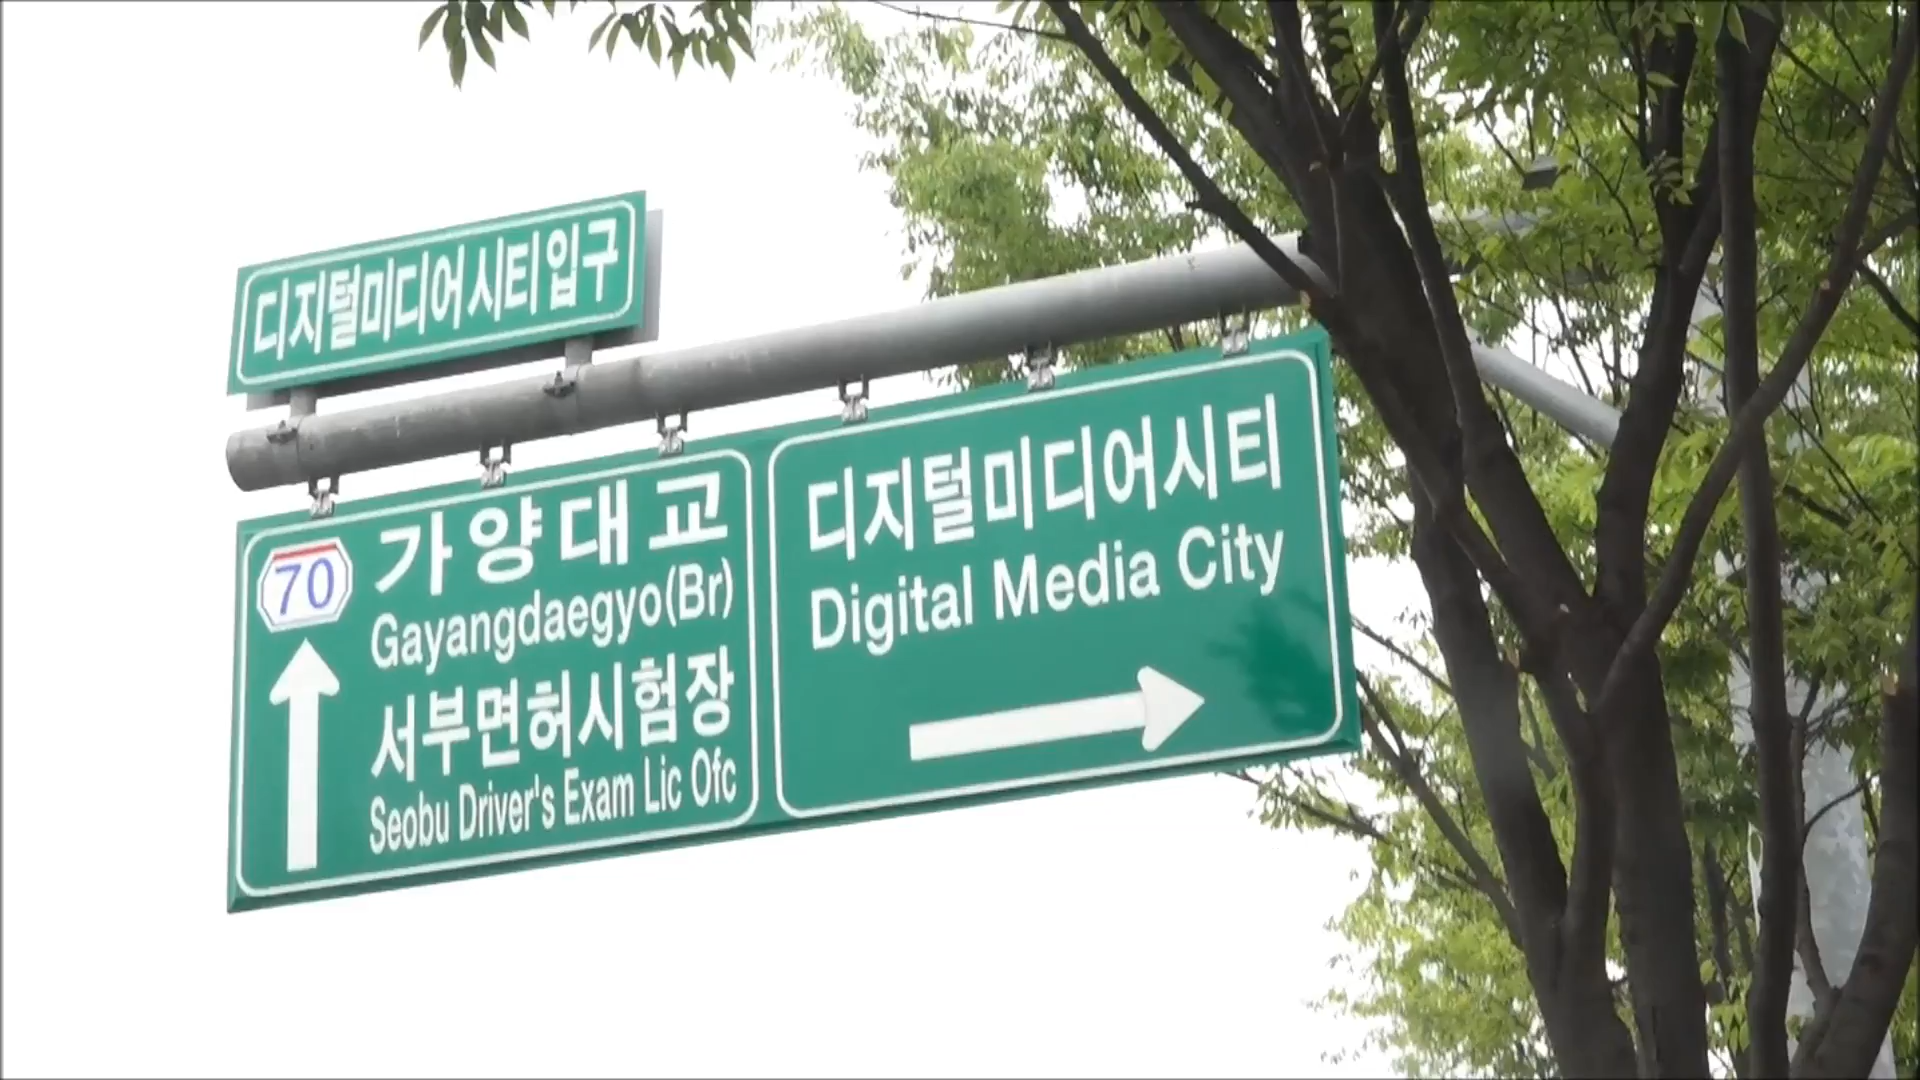 디지털미디어시티입구
70
가양대교
Gayangdaegyo(Br)
서부면허시험장
Seobu Driver's Exam Lic Ofc
디지털미디어시티
Digital Media City